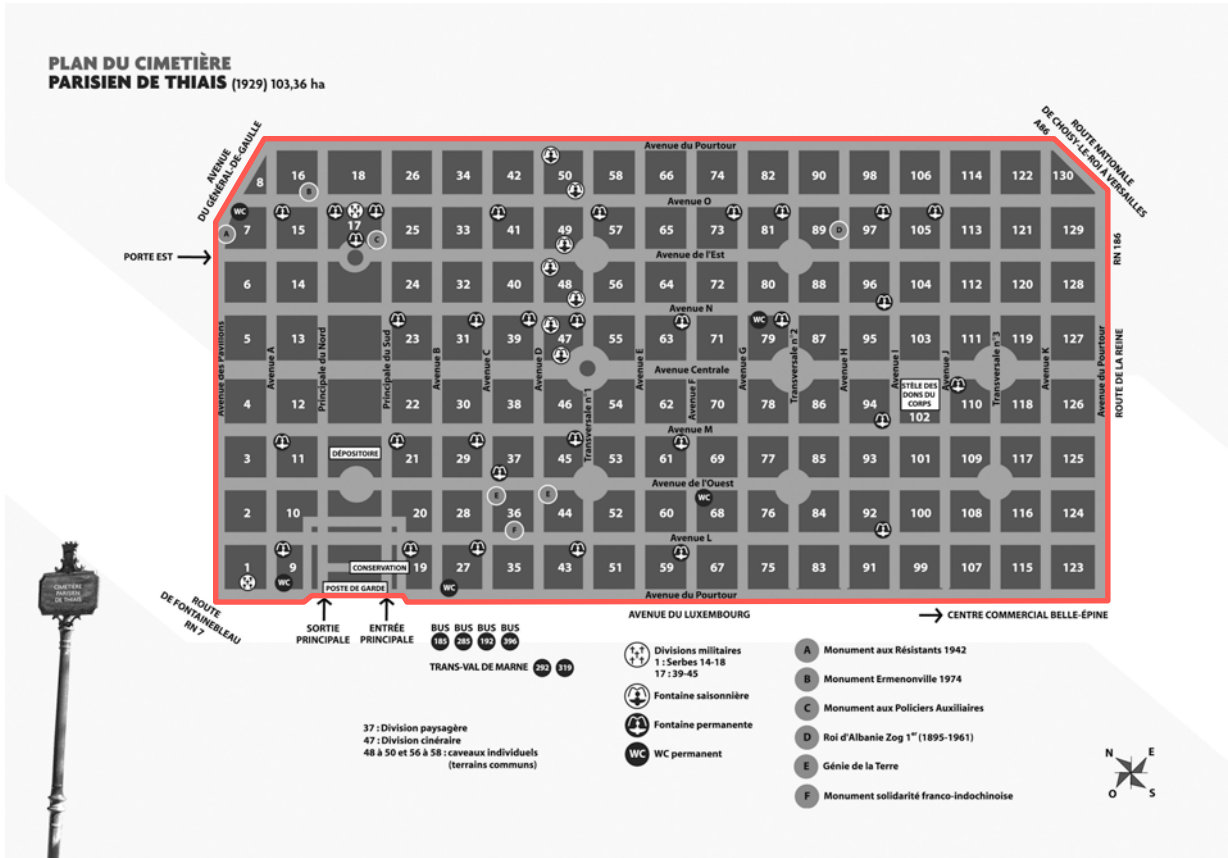 PLAN DU CIMETIÈRE
PARISIEN DE THIAIS (1929) 103,36 ha
AVENUE
DU GÉNÉRAL-DE-GAULLE
ROUTE NATIONALE
DE CHOISY-LE-ROI À VERSAILLES
A86
Avenue du Pourtour
8 16 18 26 34 42 50 58 66 74 82 90 98 106 114 122 130
B
Avenue O
WC
A 7 15 17 C 25 33 41 49 57 65 73 81 89 D 97 105 113 121 129
PORTE EST
Avenue de l'Est
RN 186
6 14 24 32 40 48 56 64 72 80 88 96 104 112 120 128
Avenue N
WC
5 13 23 31 39 47 55 63 71 79 87 95 103 111 119 127
Avenue des Pavillons
Avenue A
Principale du Nord
Principale du Sud
Avenue B
Avenue C
Avenue D
Transversale n°1
Avenue E
Avenue F
Avenue G
Transversale n°2
Avenue H
Avenue I
Avenue J
Transversale n°3
Avenue K
Avenue du Pourtour
ROUTE DE LA REINE
Avenue Centrale
4 12 22 30 38 46 54 62 70 78 86 94 110 118 126
STÈLE DES
DONS DU
CORPS
102
Avenue M
3 11 DÉPOSITOIRE 21 29 37 45 53 61 69 77 85 93 101 109 117 125
Avenue de l'Ouest
E E WC
2 10 20 28 36 44 52 60 68 76 84 92 100 108 116 124
F
Avenue L
1 9 CONSERVATION 19 27 35 43 51 59 67 75 83 91 99 107 115 123
WC POSTE DE GARDE WC
Avenue du Pourtour
ROUTE
DE FONTAINEBLEAU
RN 7
SORTIE
PRINCIPALE
ENTRÉE
PRINCIPALE
BUS BUS BUS BUS
185 285 192 396
TRANS-VAL DE MARNE 292 319
AVENUE DU LUXEMBOURG
CENTRE COMMERCIAL BELLE-ÉPINE
CIMETIÈRE
PARISIEN
DE THIAIS
37 : Division paysagère
47 : Division cinéraire
48 à 50 et 56 à 58 : caveaux individuels
(terrains communs)
Divisions militaires
1 : Serbes 14-18
17 : 39-45
Fontaine saisonnière
Fontaine permanente
WC WC permanent
A Monument aux Résistants 1942
B Monument Ermenonville 1974
C Monument aux Policiers Auxiliaires
D Roi d'Albanie Zog 1er (1895-1961)
E Génie de la Terre
F Monument solidarité franco-indochinoise
N E
O S